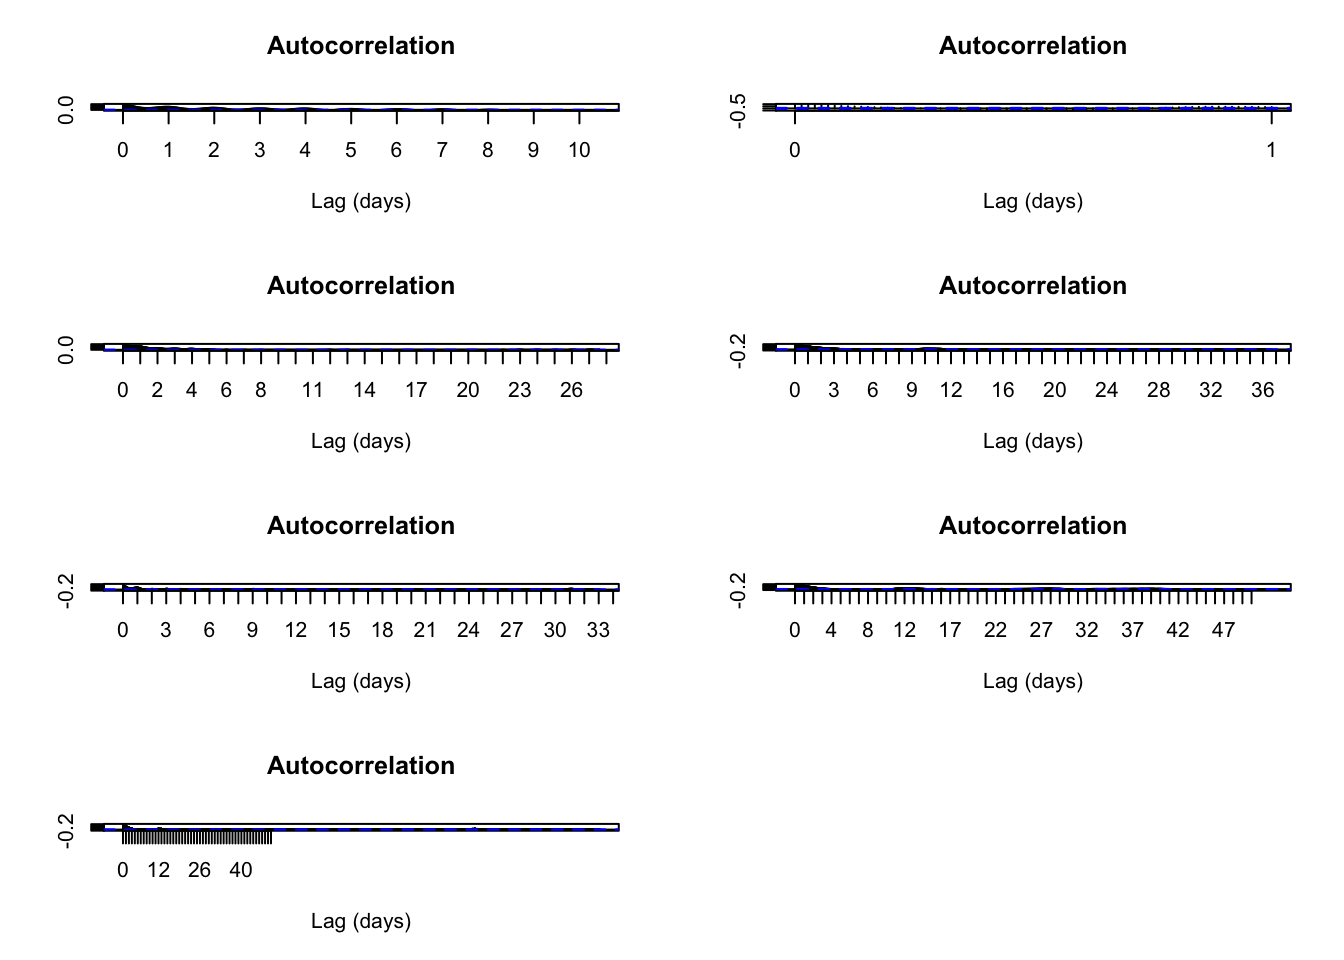 Autocorrelation
0.0
0 1 2 3 4 5 6 7 8 9 10
Lag (days)
Autocorrelation
-0.5
0 1
Lag (days)
Autocorrelation
0.0
0 2 4 6 8 11 14 17 20 23 26
Lag (days)
Autocorrelation
-0.2
0 3 6 9 12 16 20 24 28 32 36
Lag (days)
Autocorrelation
-0.2
0 3 6 9 12 15 18 21 24 27 30 33
Lag (days)
Autocorrelation
-0.2
0 4 8 12 17 22 27 32 37 42 47
Lag (days)
Autocorrelation
-0.2
0 12 26 40
Lag (days)